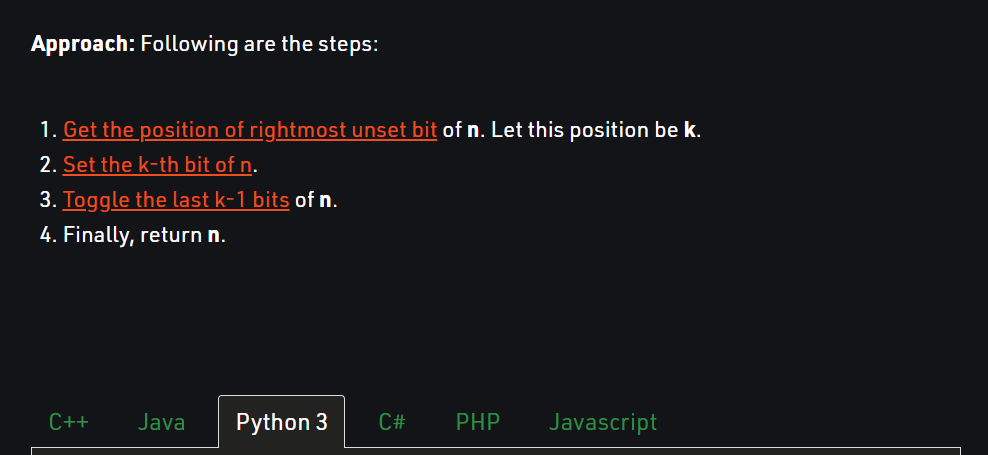 Approach: Following are the steps:
1. Get the position of rightmost unset bit of n. Let this position be k.
2. Set the k-th bit of n.
3. Toggle the last k-1 bits of n.
4. Finally, return n.
C++ Java Python 3 C# PHP Javascript